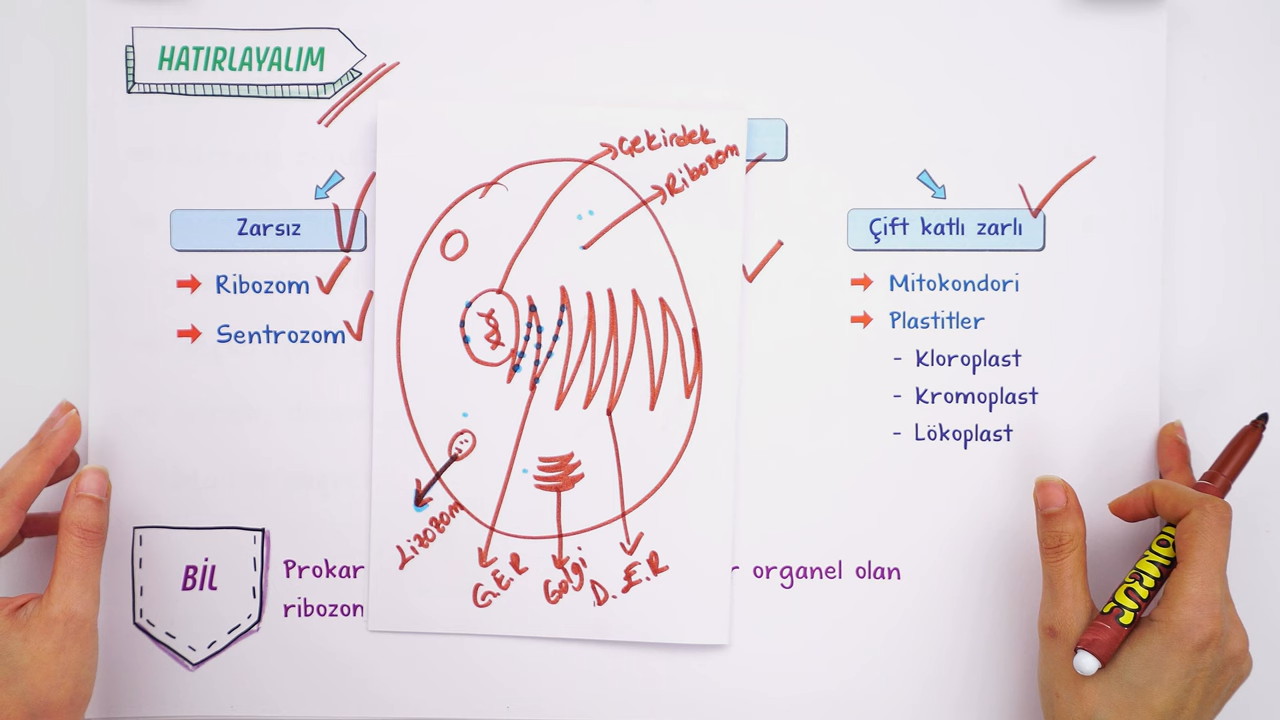 HATIRLAYALIM
Çekirdek
Ribozom
Zarsız
Çift katlı zarlı
Ribozom
Sentrozom
Mitokondori
Plastitler
- Kloroplast
- Kromoplast
- Lökoplast
Lizozom
G.E.R
Golgi
D.E.R
BİL
Prokar
r organel olan
ribozon